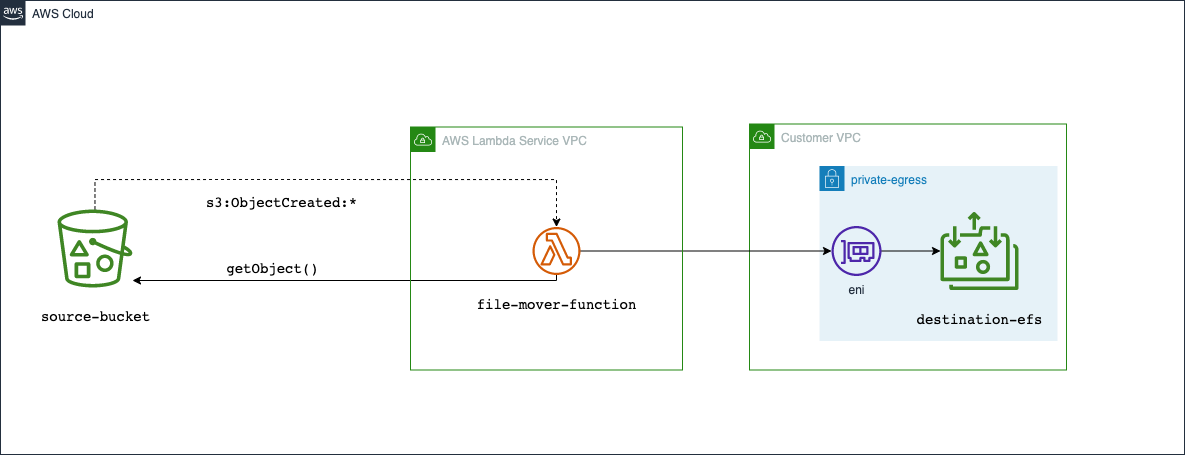 aws
AWS Cloud
AWS Lambda Service VPC
Customer VPC
private-egress
s3:ObjectCreated:*
getObject()
eni
file-mover-function
source-bucket
destination-efs